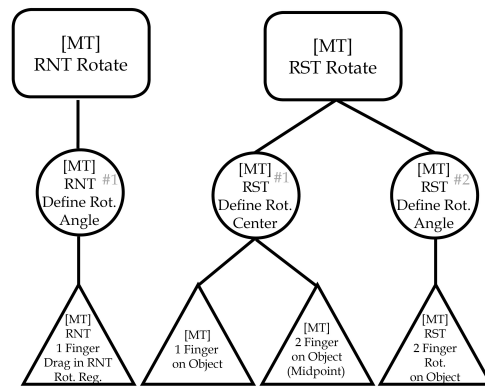 [MT]
RNT Rotate
[MT]
RST Rotate
[MT] #1
RNT
Define Rot.
Angle
[MT] #1
RST
Define Rot.
Center
[MT] #2
RST
Define Rot.
Angle
[MT]
RNT
1 Finger
Drag in RNT
Rot. Reg.
[MT]
1 Finger
on Object
[MT]
2 Finger
on Object
(Midpoint)
[MT]
RST
2 Finger
Rot.
on Object